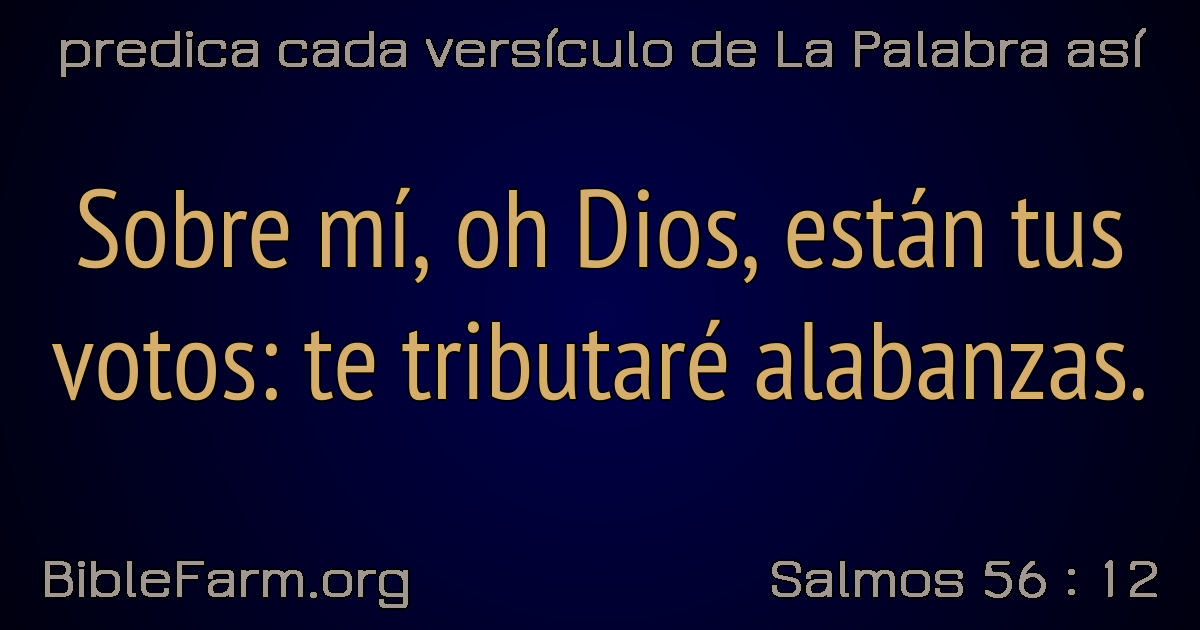 predica cada versículo de La Palabra así
Sobre mí, oh Dios, están tus
votos: te tributaré alabanzas.
BibleFarm.org
Salmos 56 : 12